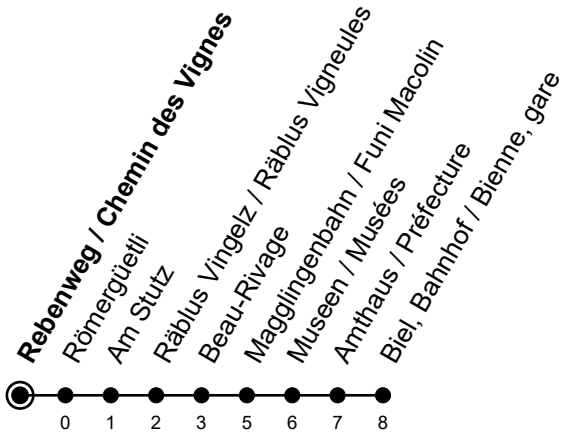 Rebenweg / Chemin des Vignes
Römergüetli
Am Stutz
Räblus Vingelz / Räblus Vigneules
Beau-Rivage
Magglingenbahn / Funi Macolin
Museen / Musées
Amthaus / Préfecture
Biel, Bahnhof / Bienne, gare
0 1 2 3 5 6 7 8